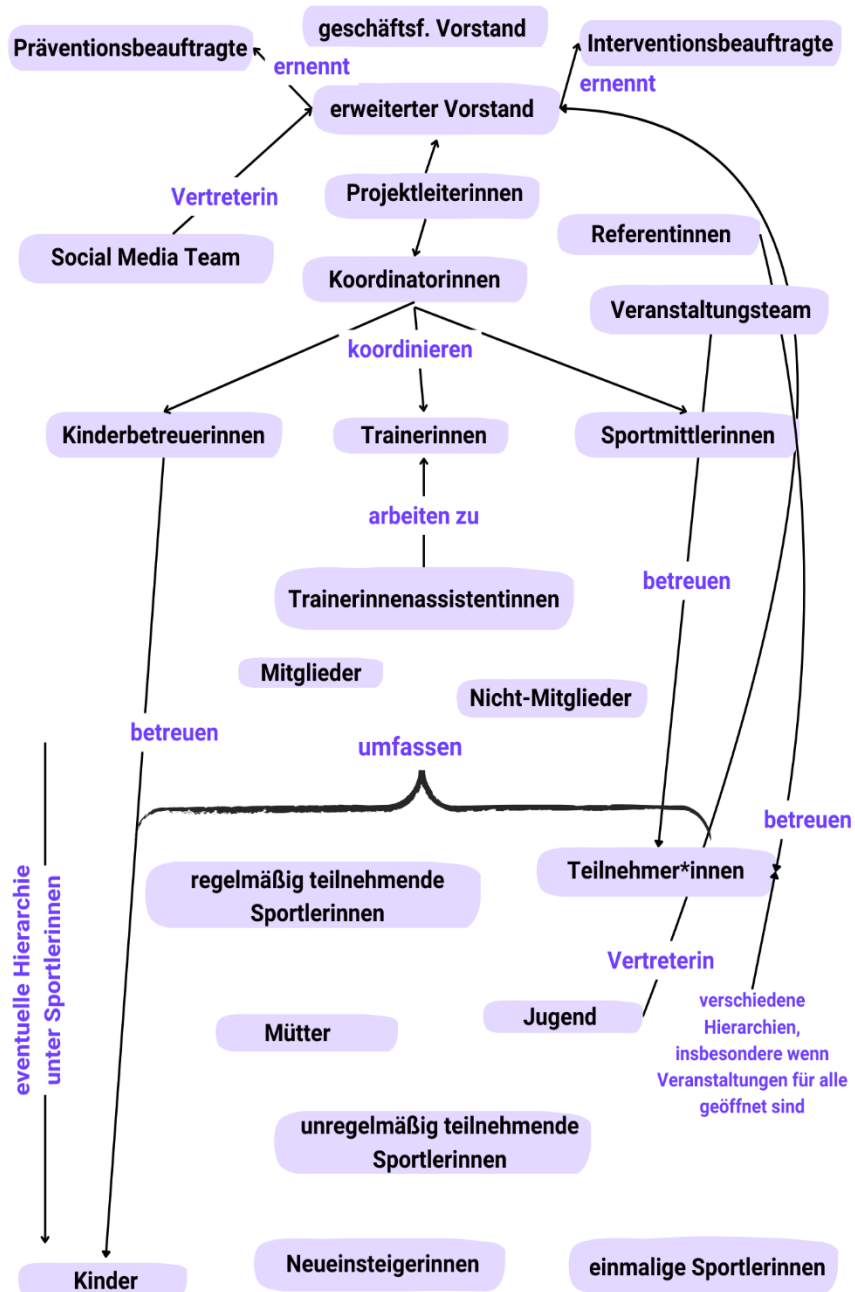 geschäftsf. Vorstand
Präventionsbeauftragte
Interventionsbeauftragte
ernennt
ernennt
erweiterter Vorstand
Vertreterin
Projektleiterinnen
Social Media Team
Referentinnen
Koordinatorinnen
Veranstaltungsteam
koordinieren
Kinderbetreuerinnen
Trainerinnen
Sportmittlerinnen
arbeiten zu
betreuen
Trainerinnenassistentinnen
Mitglieder
Nicht-Mitglieder
betreuen
umfassen
betreuen
eventuelle Hierarchie
unter Sportlerinnen
regelmäßig teilnehmende
Sportlerinnen
Teilnehmer*innen
Vertreterin
Mütter
Jugend
verschiedene
Hierarchien,
insbesondere wenn
Veranstaltungen für alle
geöffnet sind
unregelmäßig teilnehmende
Sportlerinnen
Kinder
Neueinsteigerinnen
einmalige Sportlerinnen